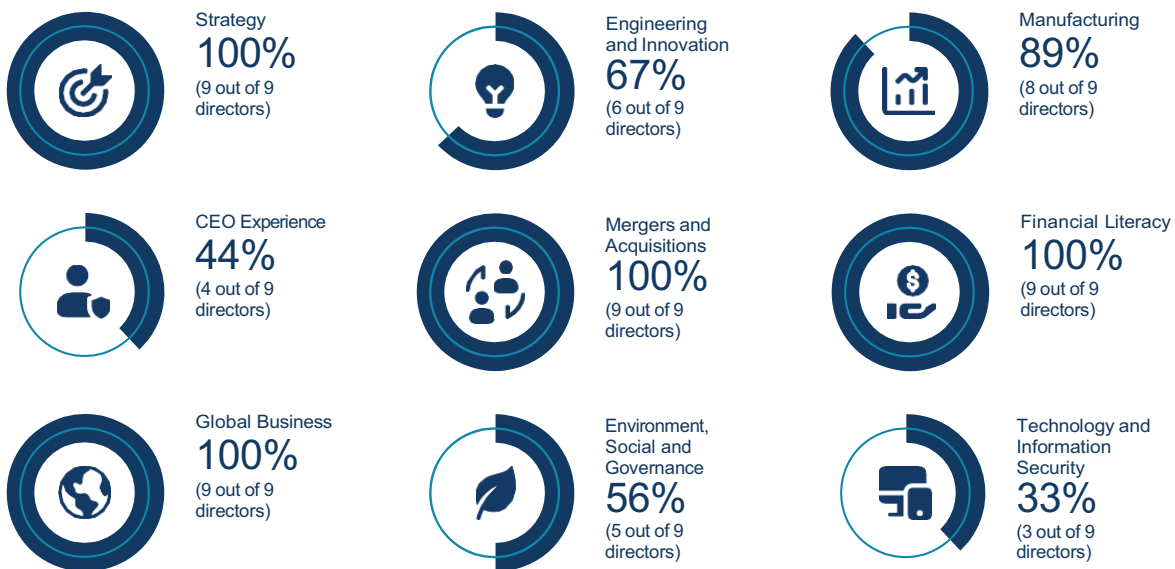 Strategy
100%
(9 out of 9
directors)
Engineering
and Innovation
67%
(6 out of 9
directors)
Manufacturing
89%
(8 out of 9
directors)
CEO Experience
44%
(4 out of 9
directors)
Mergers and
Acquisitions
100%
(9 out of 9
directors)
Financial Literacy
100%
(9 out of 9
directors)
Global Business
100%
(9 out of 9
directors)
Environment,
Social and
Governance
56%
(5 out of 9
directors)
Technology and
Information
Security
33%
(3 out of 9
directors)